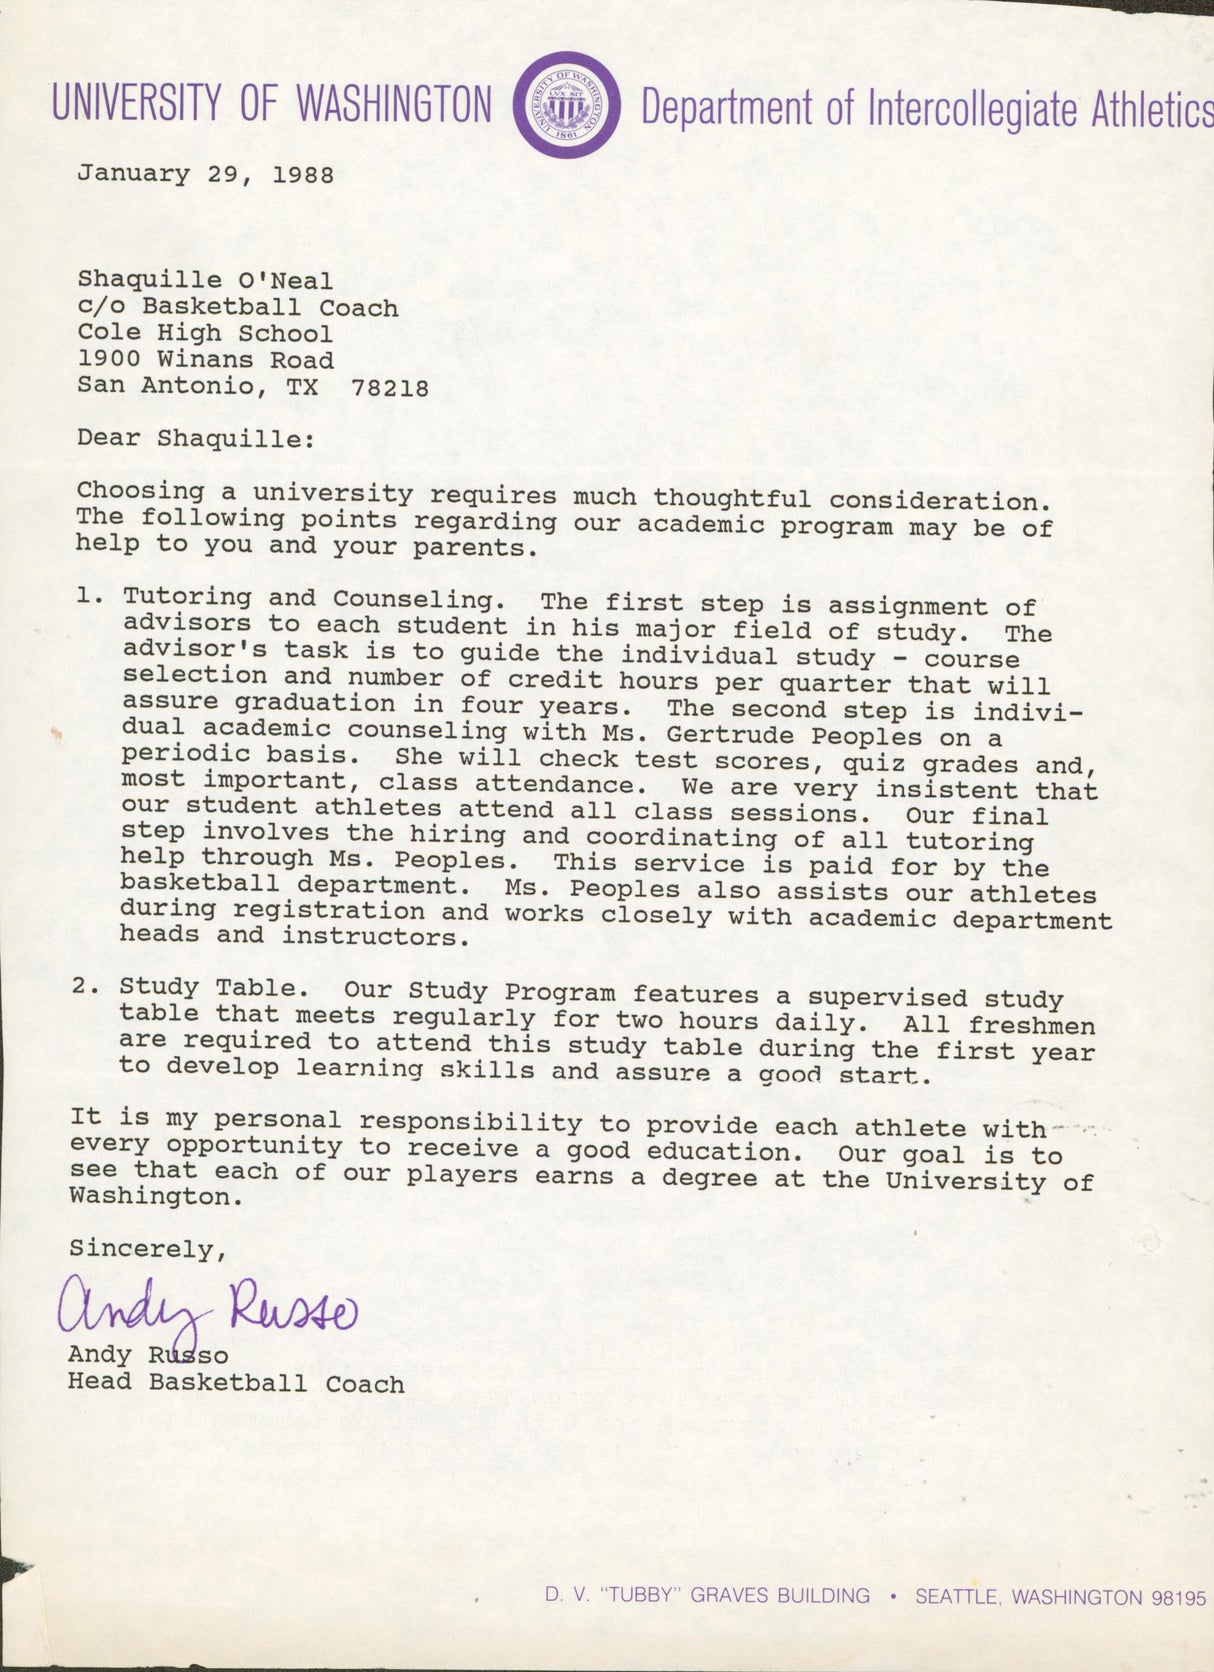 UNIVERSITY OF WASHINGTON
UNIVERSITY OF WASHINGTON
LVX SIT
1861
Department of Intercollegiate Athletics
January 29, 1988
Shaquille O'Neal
c/o Basketball Coach
Cole High School
1900 Winans Road
San Antonio, TX  78218
Dear Shaquille:
Choosing a university requires much thoughtful consideration.
The following points regarding our academic program may be of
help to you and your parents.
1. Tutoring and Counseling.  The first step is assignment of
advisors to each student in his major field of study.  The
advisor's task is to guide the individual study - course
selection and number of credit hours per quarter that will
assure graduation in four years.  The second step is indivi-
dual academic counseling with Ms. Gertrude Peoples on a
periodic basis.  She will check test scores, quiz grades and,
most important, class attendance.  We are very insistent that
our student athletes attend all class sessions.  Our final
step involves the hiring and coordinating of all tutoring
help through Ms. Peoples.  This service is paid for by the
basketball department.  Ms. Peoples also assists our athletes
during registration and works closely with academic department
heads and instructors.
2. Study Table.  Our Study Program features a supervised study
table that meets regularly for two hours daily.  All freshmen
are required to attend this study table during the first year
to develop learning skills and assure a good start.
It is my personal responsibility to provide each athlete with
every opportunity to receive a good education.  Our goal is to
see that each of our players earns a degree at the University of
Washington.
Sincerely,
Andy Russo
Andy Russo
Head Basketball Coach
D. V. "TUBBY" GRAVES BUILDING • SEATTLE, WASHINGTON 98195